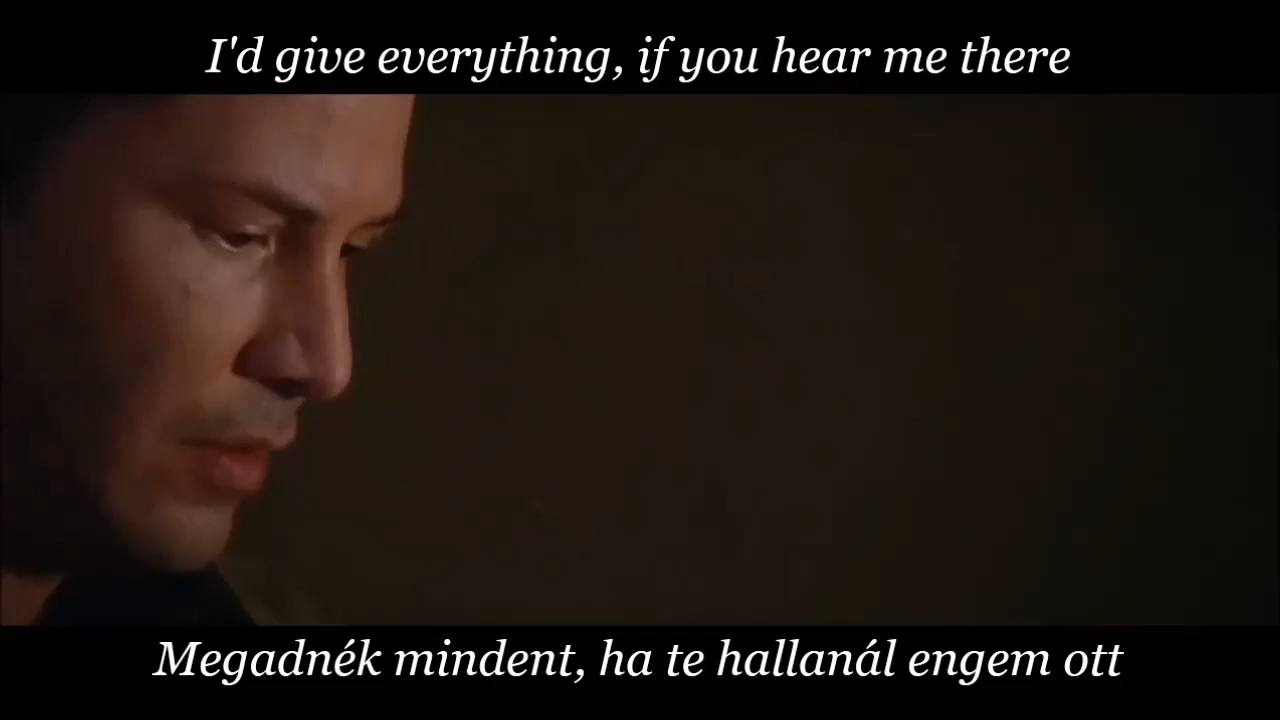 I'd give everything, if you hear me there
Megadnék mindent, ha te hallanál engem ott